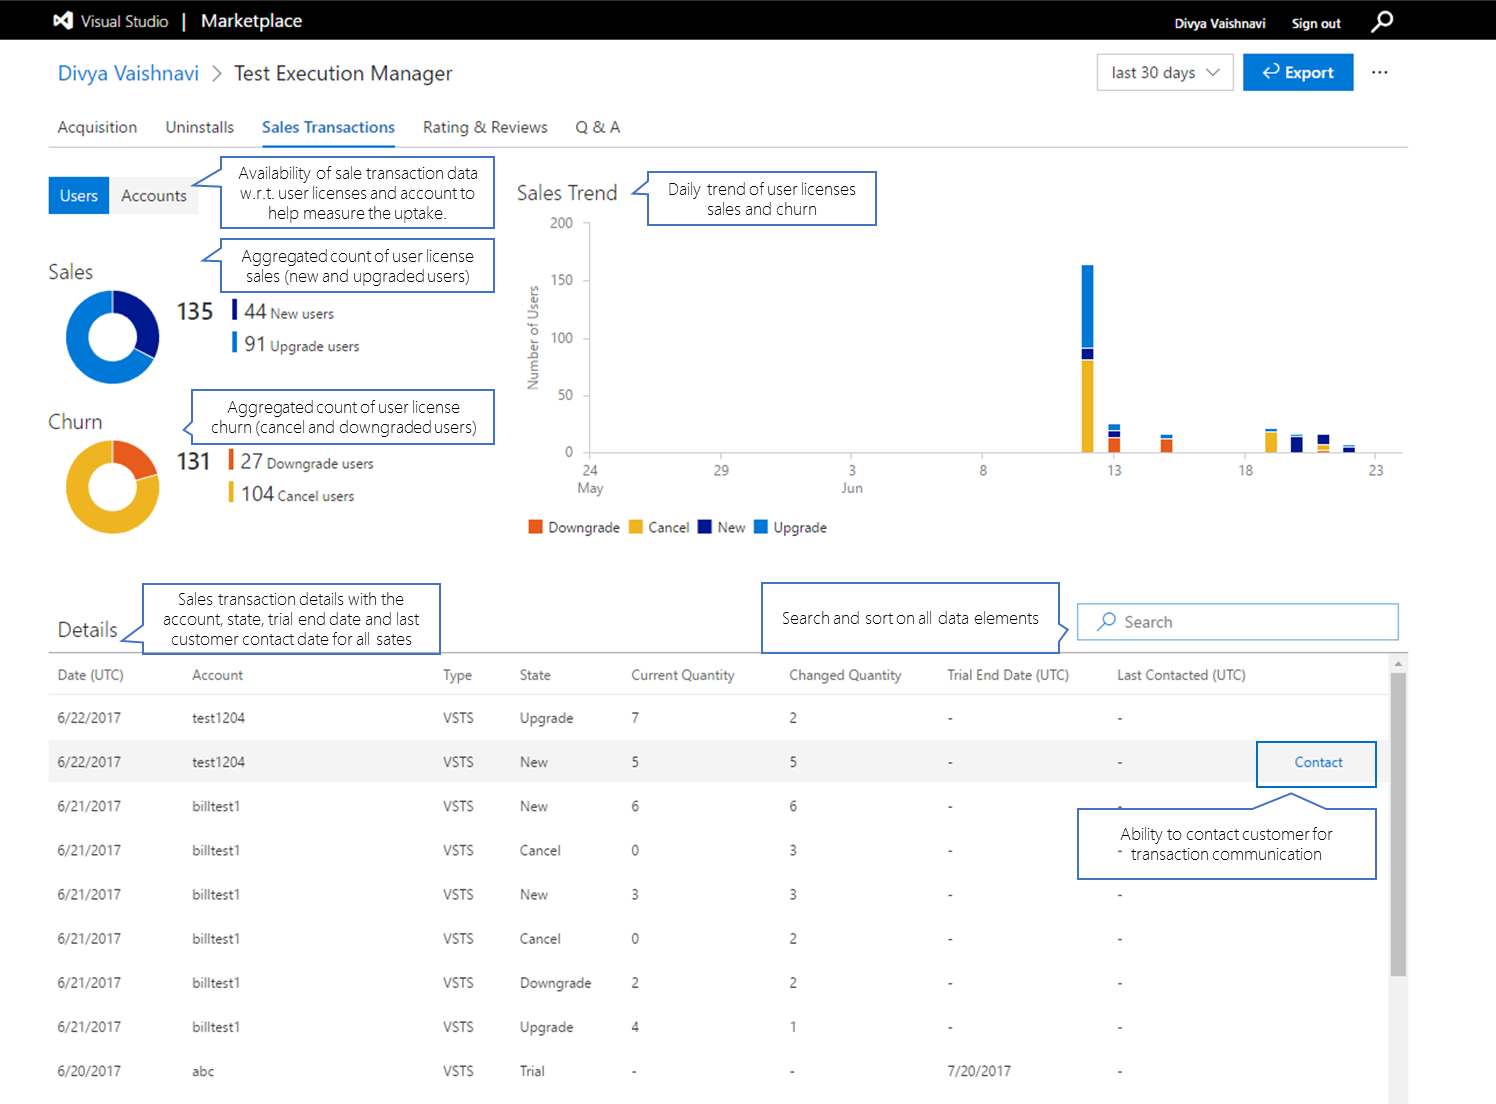 Visual Studio | Marketplace
Divya Vaishnavi Sign out
Divya Vaishnavi > Test Execution Manager
last 30 days Export ...
Acquisition Uninstalls Sales Transactions Rating & Reviews Q & A
Users Accounts
Availability of sale transaction data
w.r.t. user licenses and account to
help measure the uptake.
Aggregated count of user license
sales (new and upgraded users)
Sales
135
44 New users
91 Upgrade users
Aggregated count of user license
churn (cancel and downgraded users)
Churn
131
27 Downgrade users
104 Cancel users
Sales Trend
Daily trend of user licenses
sales and churn
Number of Users
200
150
100
50
0
24 29 3 8 13 18 23
May Jun
Downgrade Cancel New Upgrade
Details
Sales transaction details with the
account, state, trial end date and last
customer contact date for all sates
Search and sort on all data elements
Search
Date (UTC) Account Type State Current Quantity Changed Quantity Trial End Date (UTC) Last Contacted (UTC)
6/22/2017 test1204 VSTS Upgrade 7 2 - -
6/22/2017 test1204 VSTS New 5 5 - - Contact
6/21/2017 billtest1 VSTS New 6 6 - -
6/21/2017 billtest1 VSTS Cancel 0 3 - -
Ability to contact customer for
transaction communication
6/21/2017 billtest1 VSTS New 3 3 - -
6/21/2017 billtest1 VSTS Cancel 0 2 - -
6/21/2017 billtest1 VSTS Downgrade 2 2 - -
6/21/2017 billtest1 VSTS Upgrade 4 1 - -
6/20/2017 abc VSTS Trial - - 7/20/2017 -